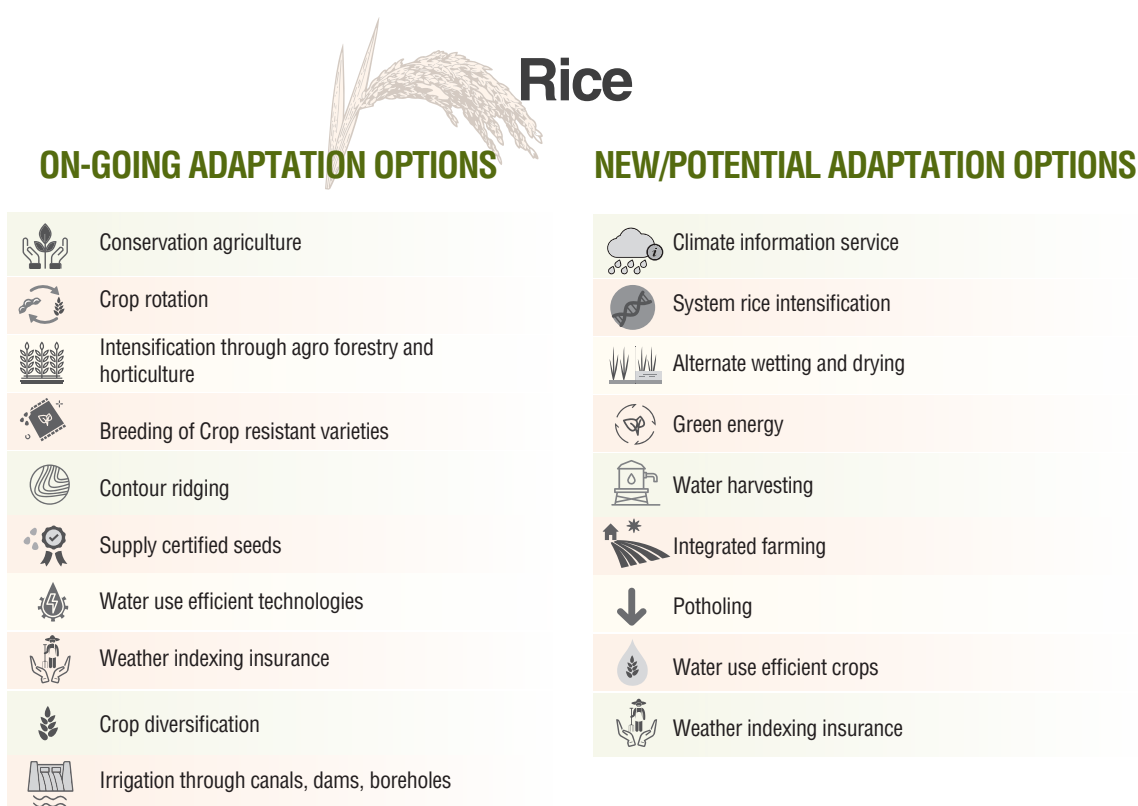 Rice
ON-GOING ADAPTATION OPTIONS
Conservation agriculture
Crop rotation
Intensification through agro forestry and
horticulture
Breeding of Crop resistant varieties
Contour ridging
Supply certified seeds
Water use efficient technologies
Weather indexing insurance
Crop diversification
Irrigation through canals, dams, boreholes
NEW/POTENTIAL ADAPTATION OPTIONS
Climate information service
System rice intensification
Alternate wetting and drying
Green energy
Water harvesting
Integrated farming
Potholing
Water use efficient crops
Weather indexing insurance